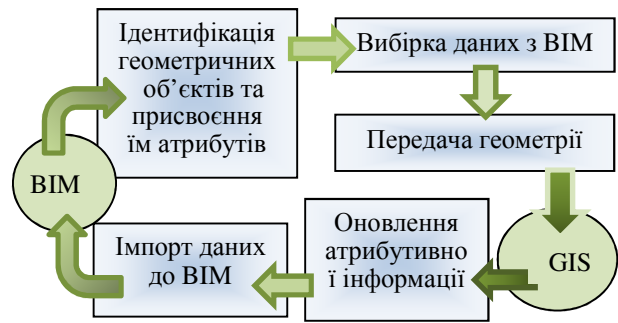 Ідентифікація
геометричних
об’єктів та
присвоєння
їм атрибутів
Вибірка даних з BIM
Передача геометрії
BIM
GIS
Оновлення
атрибутивно
ї інформації
Імпорт даних
до BIM